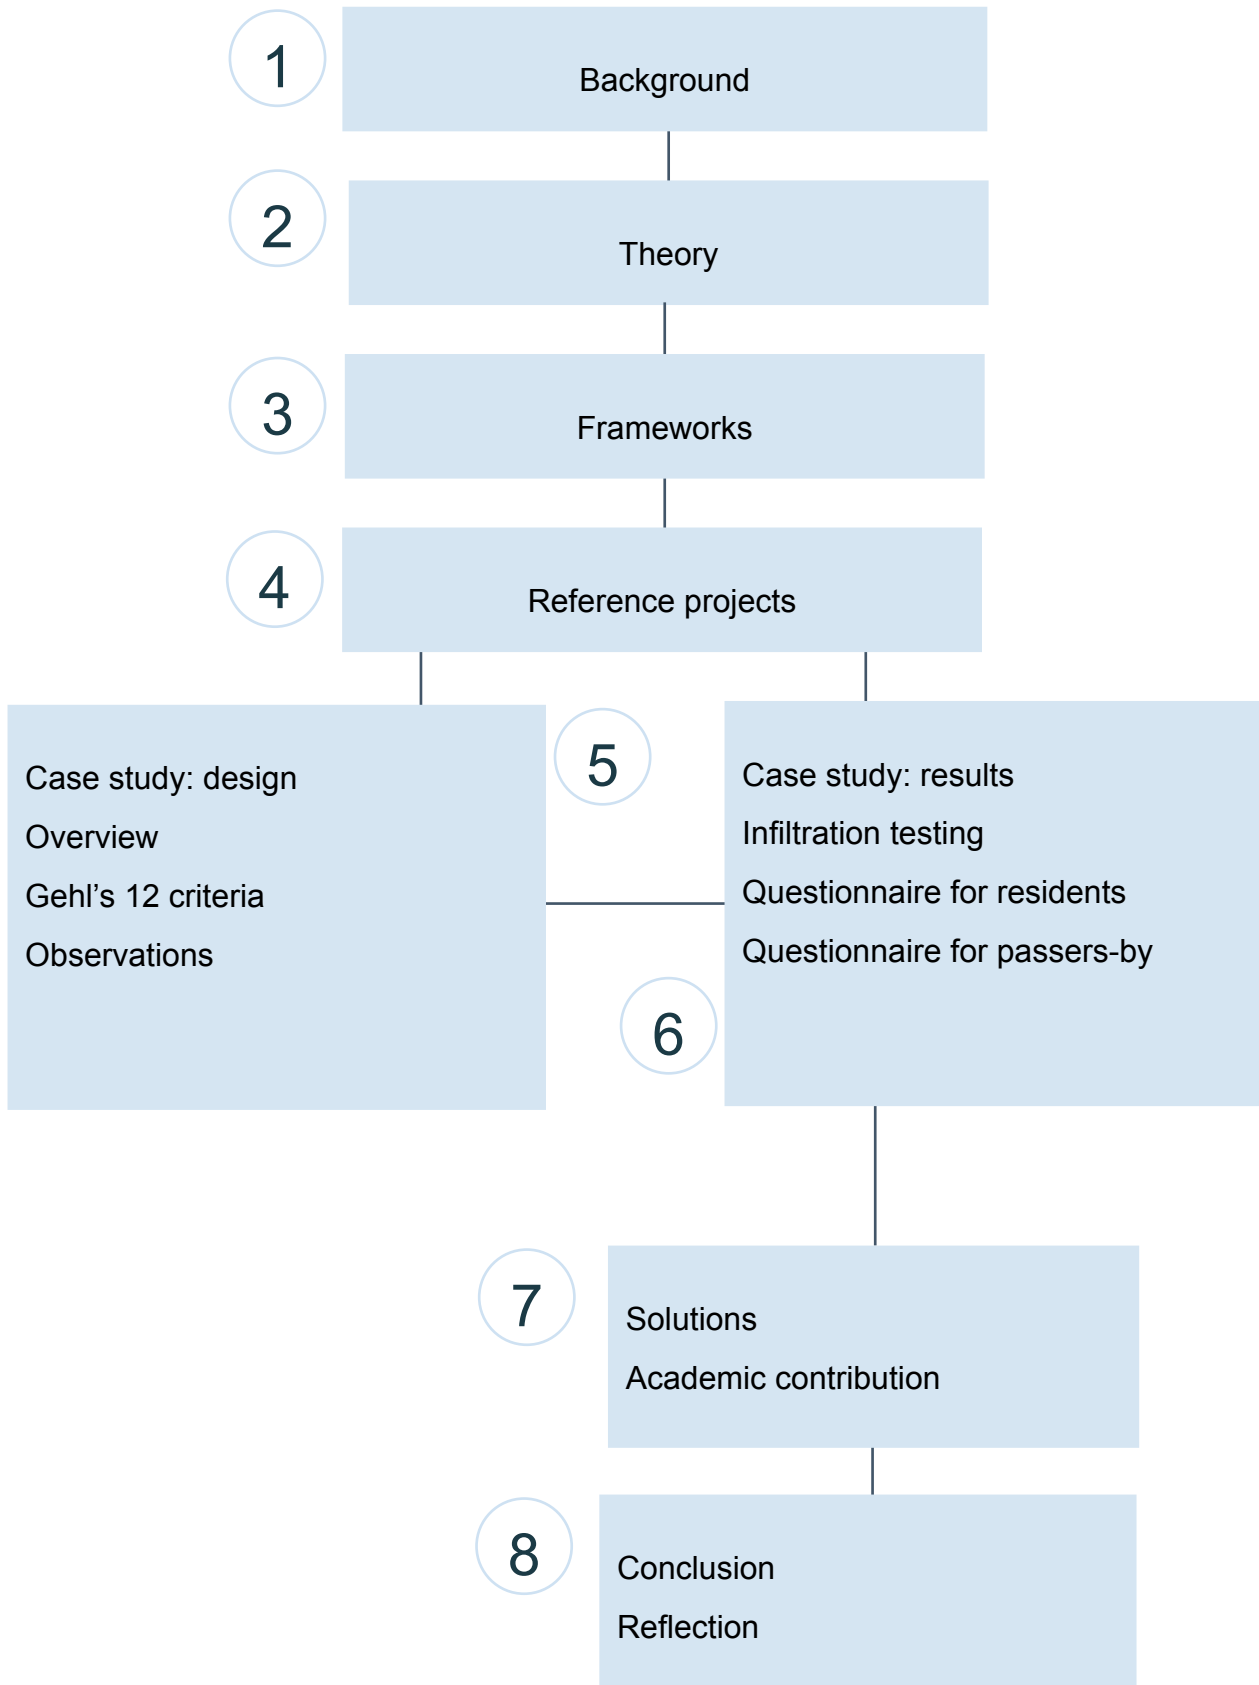 1
Background
2
Theory
3
Frameworks
4
Reference projects
5
Case study: design
Overview
Gehl’s 12 criteria
Observations
6
Case study: results
Infiltration testing
Questionnaire for residents
Questionnaire for passers-by
7
Solutions
Academic contribution
8
Conclusion
Reflection